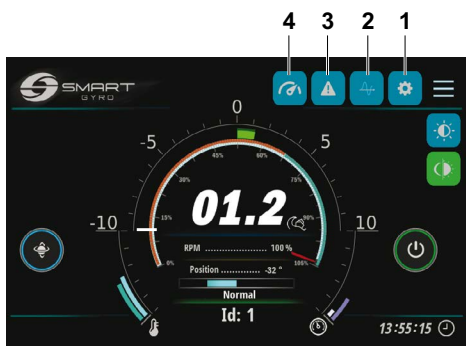 4 3 2 1
SMART
GYRO
0
-5 5
45% 60%
30% 75%
-10 10
15% 01.2 90%
RPM .................. 100 %
0% 106%
Position ............. -32 °
Normal
Id: 1
13:55:15